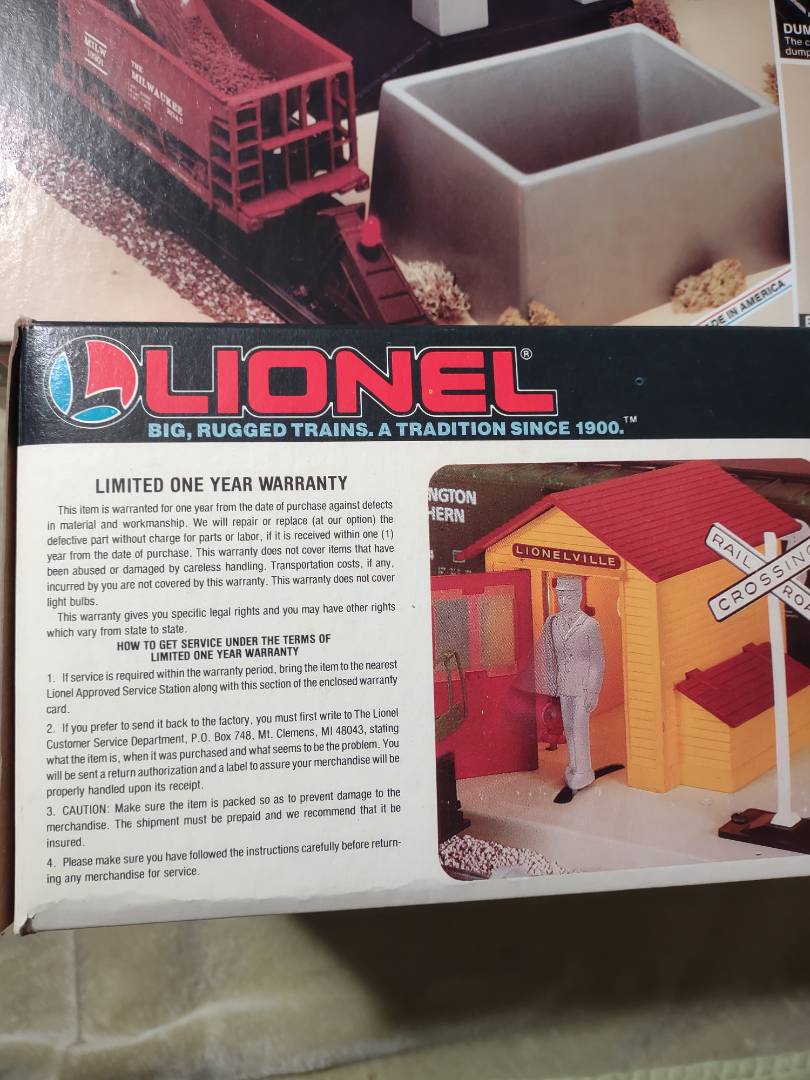 MILW
THE
MILWAUKEE
DUM
The c
dump
DE IN AMERICA
LIONEL®
BIG, RUGGED TRAINS. A TRADITION SINCE 1900.™
LIMITED ONE YEAR WARRANTY
This item is warranted for one year from the date of purchase against defects
in material and workmanship. We will repair or replace (at our option) the
defective part without charge for parts or labor, if it is received within one (1)
year from the date of purchase. This warranty does not cover items that have
been abused or damaged by careless handling. Transportation costs, if any,
incurred by you are not covered by this warranty. This warranty does not cover
light bulbs.
This warranty gives you specific legal rights and you may have other rights
which vary from state to state.
HOW TO GET SERVICE UNDER THE TERMS OF
LIMITED ONE YEAR WARRANTY
1. If service is required within the warranty period, bring the item to the nearest
Lionel Approved Service Station along with this section of the enclosed warranty
card.
2. If you prefer to send it back to the factory, you must first write to The Lionel
Customer Service Department, P.O. Box 748, Mt. Clemens, MI 48043, stating
what the item is, when it was purchased and what seems to be the problem. You
will be sent a return authorization and a label to assure your merchandise will be
properly handled upon its receipt.
3. CAUTION: Make sure the item is packed so as to prevent damage to the
merchandise. The shipment must be prepaid and we recommend that it be
insured.
4. Please make sure you have followed the instructions carefully before return-
ing any merchandise for service.
NGTON
HERN
LIONELVILLE
RAIL
CROSSIN
ROA